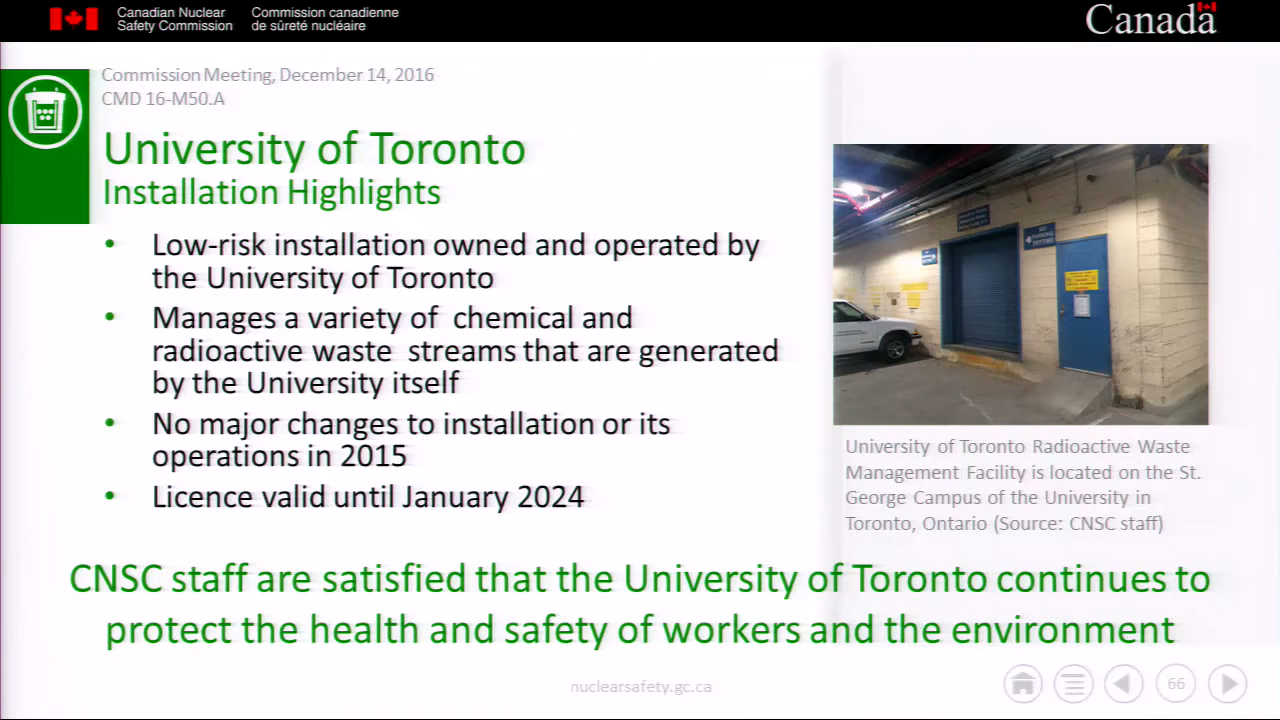 Canadian Nuclear
Safety Commission
Commission canadienne
de sûreté nucléaire
Canada
Commission Meeting, December 14, 2016
CMD 16-M50.A
University of Toronto
Installation Highlights
• Low-risk installation owned and operated by
the University of Toronto
• Manages a variety of chemical and
radioactive waste streams that are generated
by the University itself
• No major changes to installation or its
operations in 2015
• Licence valid until January 2024
NO
PARKING
ANYTIME
University of Toronto Radioactive Waste
Management Facility is located on the St.
George Campus of the University in
Toronto, Ontario (Source: CNSC staff)
CNSC staff are satisfied that the University of Toronto continues to
protect the health and safety of workers and the environment
nuclearsafety.gc.ca
66